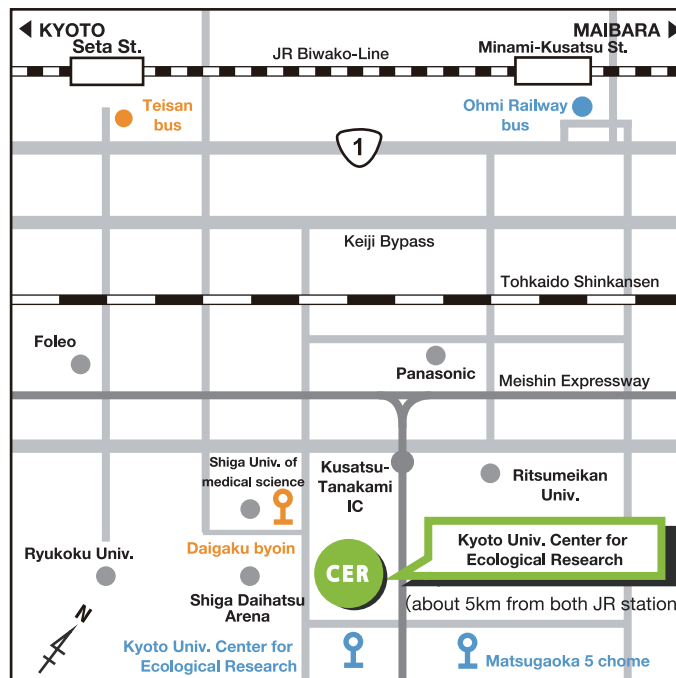 KYOTO
MAIBARA
Seta St.
JR Biwako-Line
Minami-Kusatsu St.
Teisan
bus
Ohmi Railway
bus
1
Keiji Bypass
Tohkaido Shinkansen
Foleo
Panasonic
Meishin Expressway
Shiga Univ. of
medical science
Kusatsu-
Tanakami
IC
Ritsumeikan
Univ.
Daigaku byoin
Kyoto Univ. Center for
Ecological Research
Ryukoku Univ.
CER
Shiga Daihatsu
Arena
(about 5km from both JR station
N
Kyoto Univ. Center for
Ecological Research
Matsugaoka 5 chome